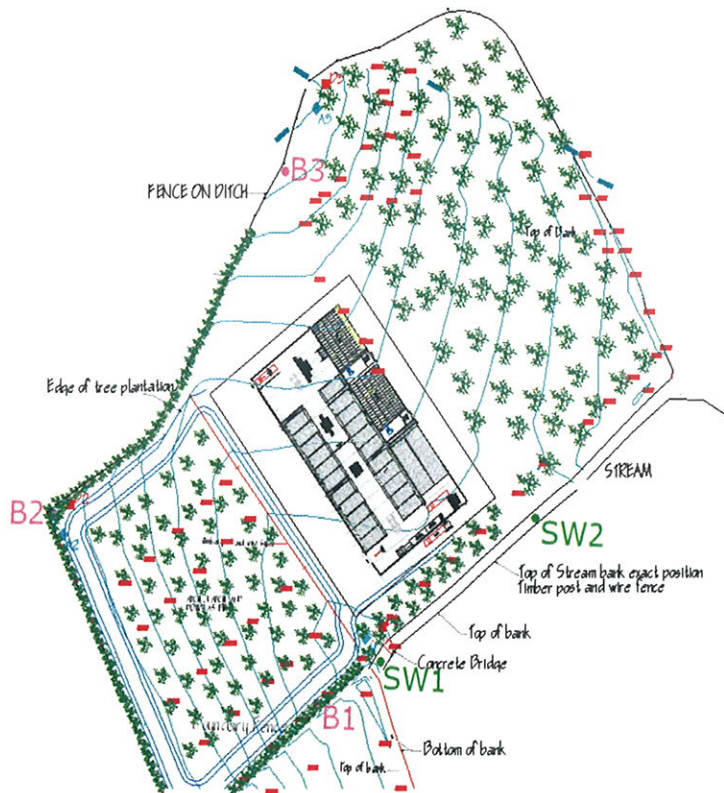 B3
FENCE ON DITCH
Top of Bank
Edge of tree plantation
STREAM
B2
SW2
Top of Stream bank exact position
Timber post and wire fence
Top of bank
Concrete Bridge
SW1
B1
Boundary Fence
Bottom of bank
Top of bank